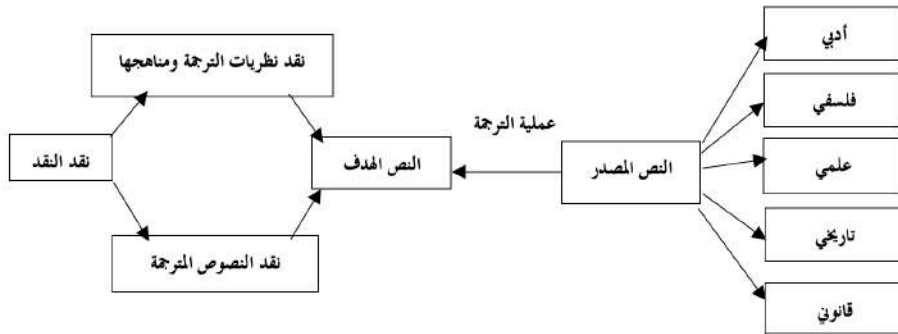 أدبي
نقد نظريات الترجمة ومناهجها
فلسفي
عملية الترجمة
نقد النقد
النص الهدف
النص المصدر
علمي
تاريخي
نقد النصوص المترجمة
قانوني